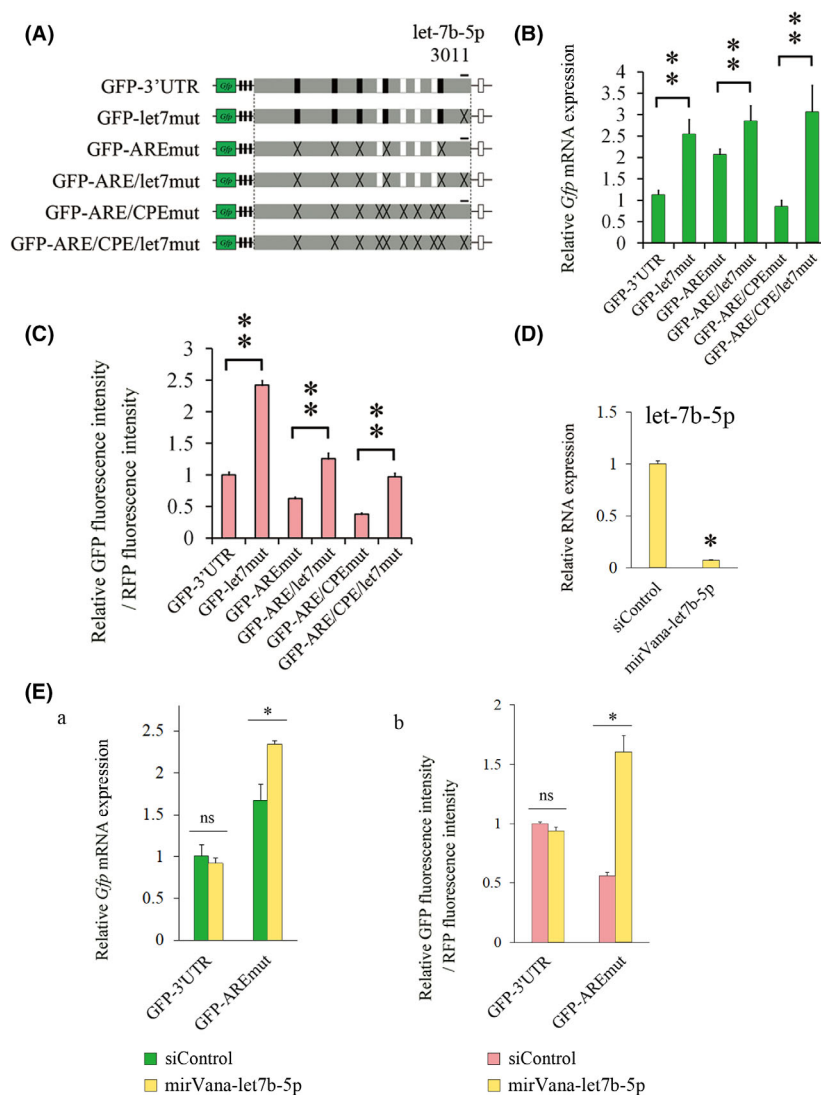 (A)
let-7b-5p
3011
GFP-3'UTR
Gfp
GFP-let7mut
Gfp
GFP-AREmut
Gfp
GFP-ARE/let7mut
Gfp
GFP-ARE/CPEmut
Gfp
GFP-ARE/CPE/let7mut
Gfp
(B)
Relative Gfp mRNA expression
4
3.5
3
2.5
2
1.5
1
0.5
0
**
**
**
GFP-3'UTR
GFP-let7mut
GFP-AREmut
GFP-ARE/let7mut
GFP-ARE/CPEmut
GFP-ARE/CPE/let7mut
(C)
Relative GFP fluorescence intensity
/ RFP fluorescence intensity
3
2.5
2
1.5
1
0.5
0
**
**
**
GFP-3'UTR
GFP-let7mut
GFP-AREmut
GFP-ARE/let7mut
GFP-ARE/CPEmut
GFP-ARE/CPE/let7mut
(D)
let-7b-5p
Relative RNA expression
1.5
1
0.5
0
*
siControl
mirVana-let7b-5p
(E)
a
Relative Gfp mRNA expression
2.5
2
1.5
1
0.5
0
ns
*
GFP-3'UTR
GFP-AREmut
siControl
mirVana-let7b-5p
b
Relative GFP fluorescence intensity
/ RFP fluorescence intensity
2
1.5
1
0.5
0
ns
*
GFP-3'UTR
GFP-AREmut
siControl
mirVana-let7b-5p